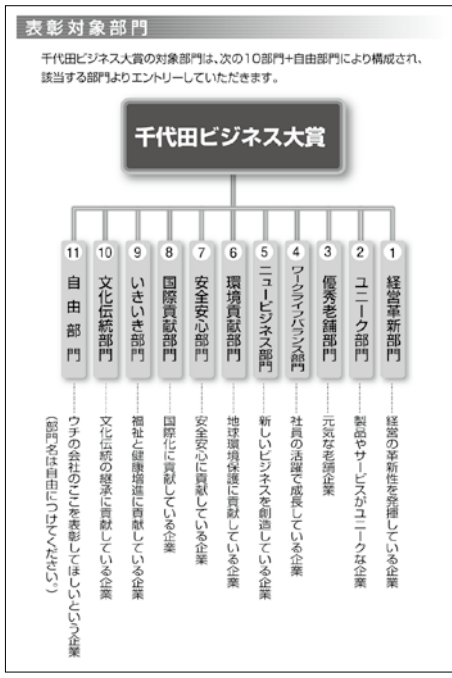 表彰対象部門
千代田ビジネス大賞の対象部門は、次の10部門+自由部門により構成され、
該当する部門よりエントリーしていただきます。
千代田ビジネス大賞
1
経営革新部門
経営の革新性を発揮している企業
2
ユニーク部門
製品やサービスがユニークな企業
3
優秀老舗部門
元気な老舗企業
4
ワークライフバランス部門
社員の活躍で成長している企業
5
ニュービジネス部門
新しいビジネスを創造している企業
6
環境貢献部門
地球環境保護に貢献している企業
7
安全安心部門
安全安心に貢献している企業
8
国際貢献部門
国際化に貢献している企業
9
いきいき部門
福祉と健康増進に貢献している企業
10
文化伝統部門
文化伝統の継承に貢献している企業
11
自由部門
ウチの会社のここを表彰してほしいという企業
(部門名は自由につけてください。)